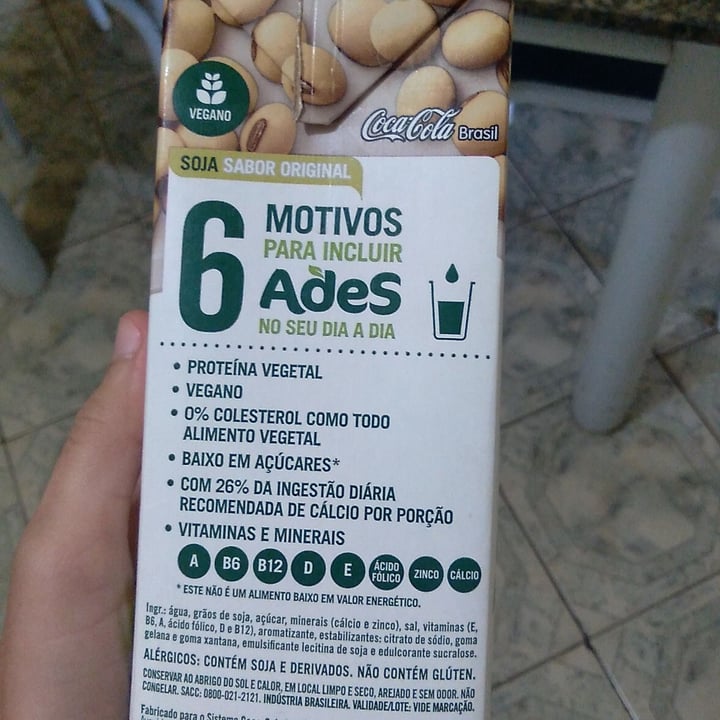 VEGANO
Coca-Cola Brasil
SOJA SABOR ORIGINAL
6 MOTIVOS
PARA INCLUIR
AdeS
NO SEU DIA A DIA
• PROTEÍNA VEGETAL
• VEGANO
• 0% COLESTEROL COMO TODO
ALIMENTO VEGETAL
• BAIXO EM AÇÚCARES*
• COM 26% DA INGESTÃO DIÁRIA
RECOMENDADA DE CÁLCIO POR PORÇÃO
• VITAMINAS E MINERAIS
A B6 B12 D E ÁCIDO FÓLICO ZINCO CÁLCIO
* ESTE NÃO É UM ALIMENTO BAIXO EM VALOR ENERGÉTICO.
Ingr.: água, grãos de soja, açúcar, minerais (cálcio e zinco), sal, vitaminas (E,
B6, A, ácido fólico, D e B12), aromatizante, estabilizantes: citrato de sódio, goma
gelana e goma xantana, emulsificante lecitina de soja e edulcorante sucralose.
ALÉRGICOS: CONTÉM SOJA E DERIVADOS. NÃO CONTÉM GLÚTEN.
CONSERVAR AO ABRIGO DO SOL E CALOR, EM LOCAL LIMPO E SECO, AREJADO E SEM ODOR. NÃO
CONGELAR. SACC: 0800-021-2121. INDÚSTRIA BRASILEIRA. VALIDADE/LOTE: VIDE MARCAÇÃO.
Fabricado para o Sistema